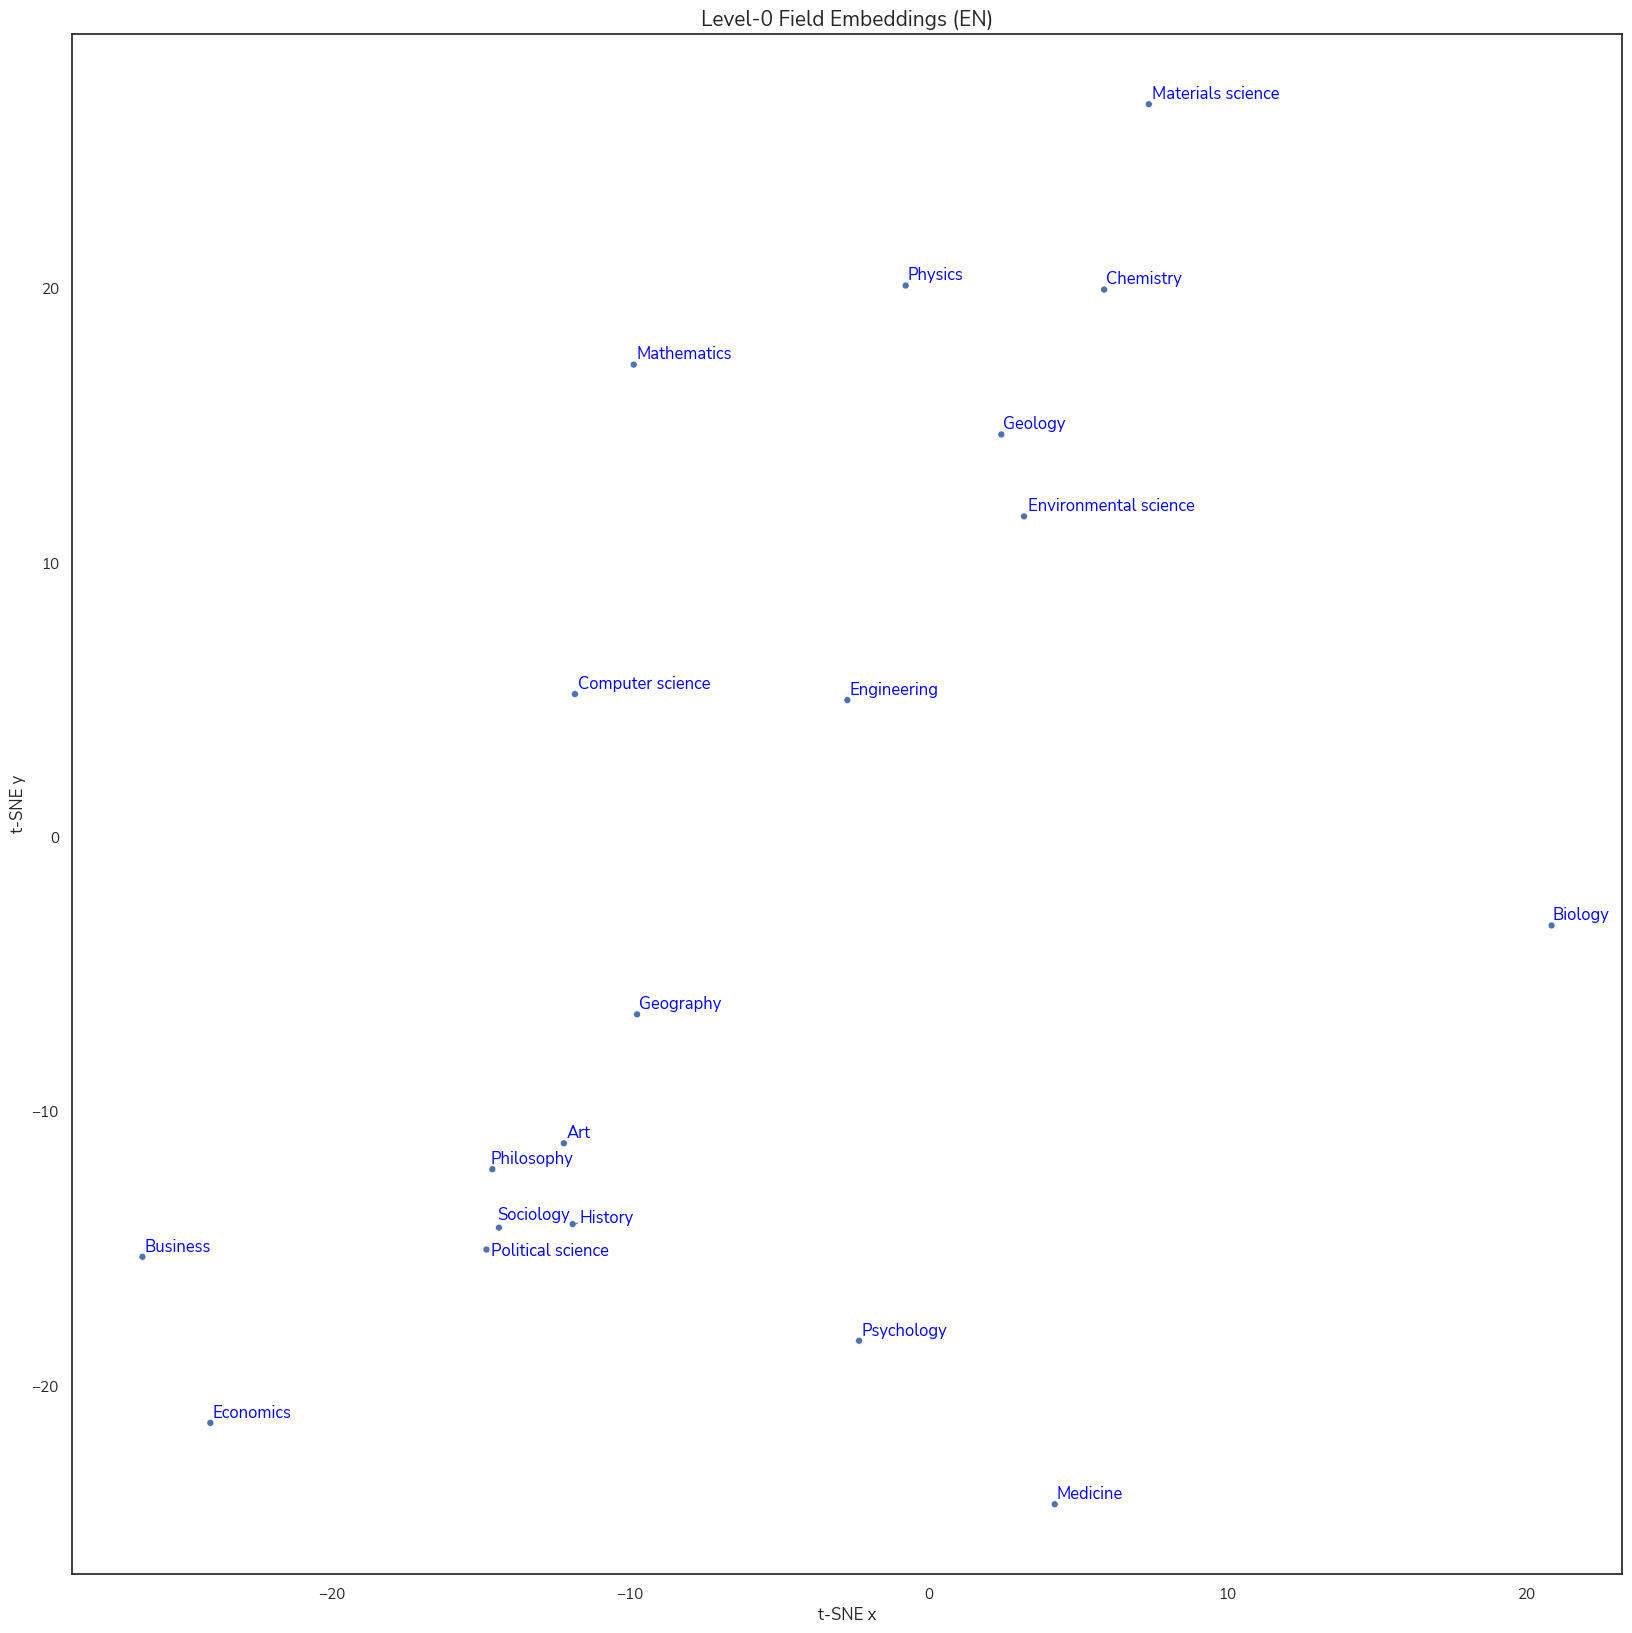 Level-0 Field Embeddings (EN)
Materials science
Physics
Chemistry
20
Mathematics
Geology
Environmental science
10
Computer science
Engineering
t-SNE y
0
Biology
Geography
−10
Art
Philosophy
Sociology
History
Business
Political science
Psychology
−20
Economics
Medicine
−20
−10
0
10
20
t-SNE x